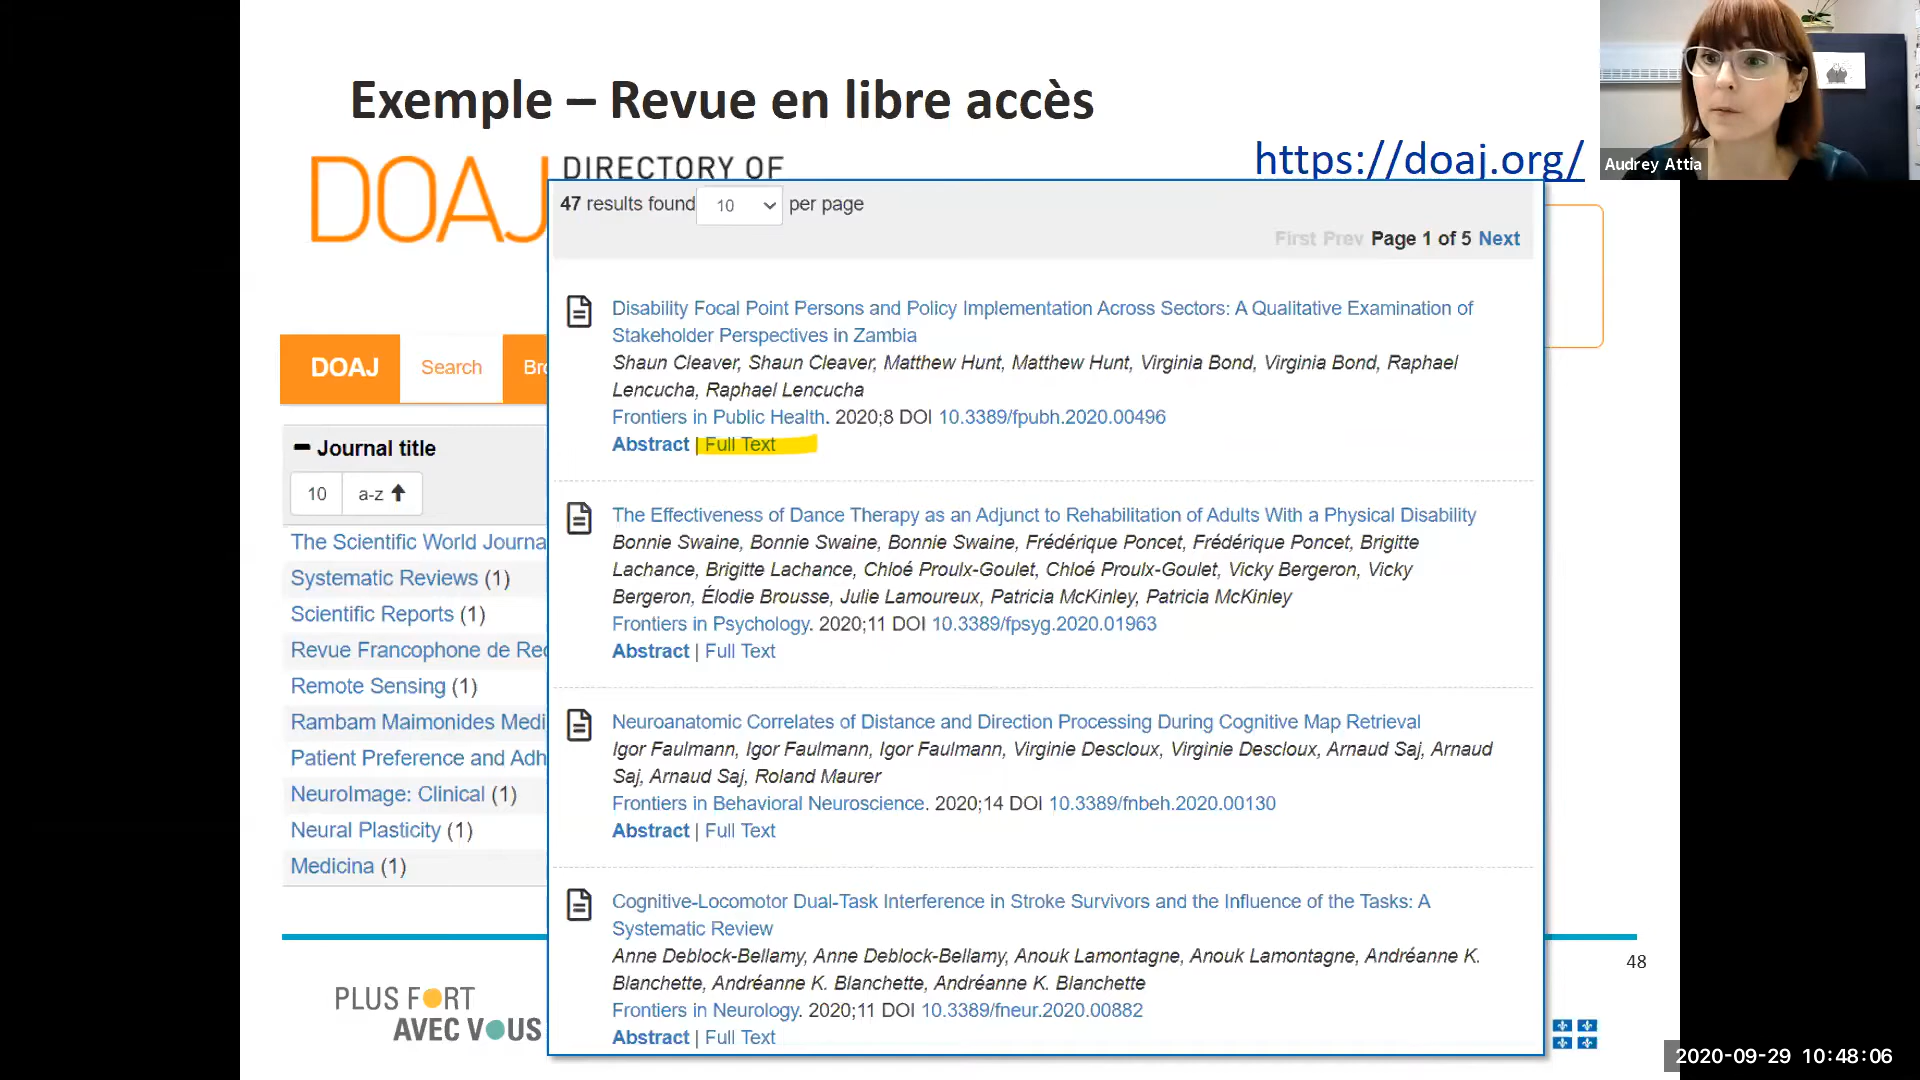 Exemple – Revue en libre accès
https://doaj.org/
Audrey Attia
DOAJ
DIRECTORY OF
DOAJ
Search
Journal title
10
a-z
Systematic Reviews (1)
Scientific Reports (1)
Revue Francophone de
Remote Sensing (1)
Rambam Maimonides
Patient Preference and
NeuroImage: Clinical (1)
Neural Plasticity (1)
Medicina (1)
The Scientific World
47 results found 10 per page
First Prev Page 1 of 5 Next
Disability Focal Point Persons and Policy Implementation Across Sectors: A Qualitative Examination of
Stakeholder Perspectives in Zambia
Shaun Cleaver, Shaun Cleaver, Matthew Hunt, Matthew Hunt, Virginia Bond, Virginia Bond, Raphael
Lencucha, Raphael Lencucha
Frontiers in Public Health. 2020;8 DOI 10.3389/fpubh.2020.00496
Abstract | Full Text
The Effectiveness of Dance Therapy as an Adjunct to Rehabilitation of Adults With a Physical Disability
Bonnie Swaine, Bonnie Swaine, Bonnie Swaine, Frédérique Poncet, Frédérique Poncet, Brigitte
Lachance, Brigitte Lachance, Chloé Proulx-Goulet, Chloé Proulx-Goulet, Vicky Bergeron, Vicky
Bergeron, Élodie Brousse, Julie Lamoureux, Patricia McKinley, Patricia McKinley
Frontiers in Psychology. 2020;11 DOI 10.3389/fpsyg.2020.01963
Abstract | Full Text
Neuroanatomic Correlates of Distance and Direction Processing During Cognitive Map Retrieval
Igor Faulmann, Igor Faulmann, Igor Faulmann, Virginie Descloux, Virginie Descloux, Arnaud Saj, Arnaud
Saj, Arnaud Saj, Roland Maurer
Frontiers in Behavioral Neuroscience. 2020;14 DOI 10.3389/fnbeh.2020.00130
Abstract | Full Text
Cognitive-Locomotor Dual-Task Interference in Stroke Survivors and the Influence of the Tasks: A
Systematic Review
Anne Deblock-Bellamy, Anne Deblock-Bellamy, Anouk Lamontagne, Anouk Lamontagne, Andréanne K.
Blanchette, Andréanne K. Blanchette, Andréanne K. Blanchette
Frontiers in Neurology. 2020;11 DOI 10.3389/fneur.2020.00882
Abstract | Full Text
PLUS FORT
AVEC VOUS
48
2020-09-29 10:48:06